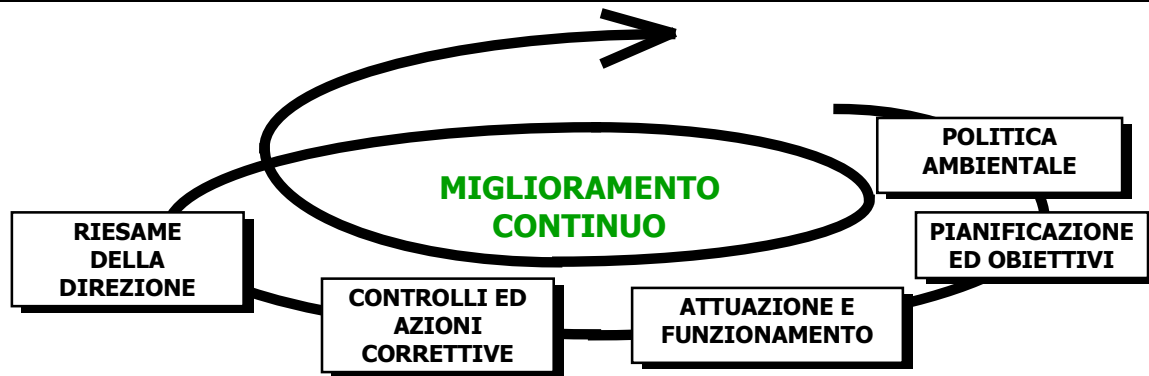 POLITICA
AMBIENTALE
MIGLIORAMENTO
CONTINUO
PIANIFICAZIONE
ED OBIETTIVI
RIESAME
DELLA
DIREZIONE
CONTROLLI ED
AZIONI
CORRETTIVE
ATTUAZIONE E
FUNZIONAMENTO